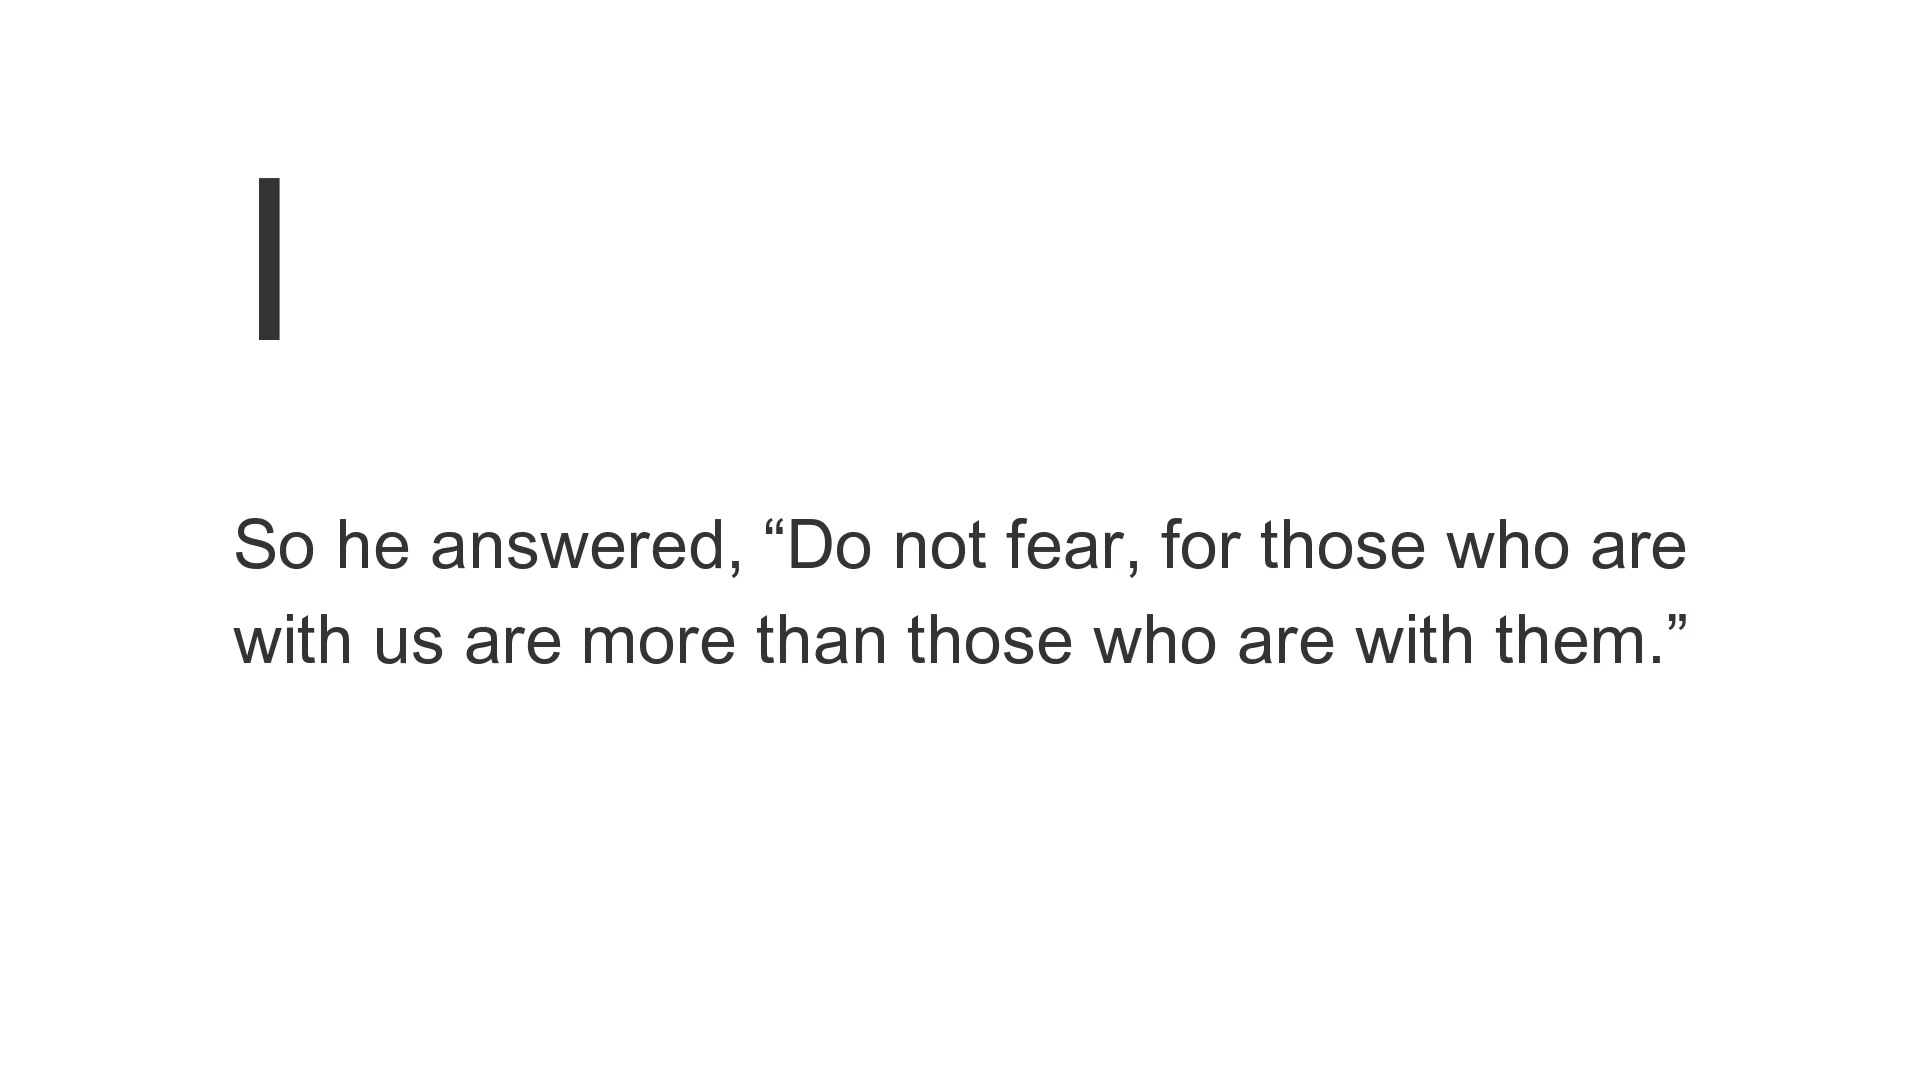 I
So he answered, “Do not fear, for those who are
with us are more than those who are with them.”